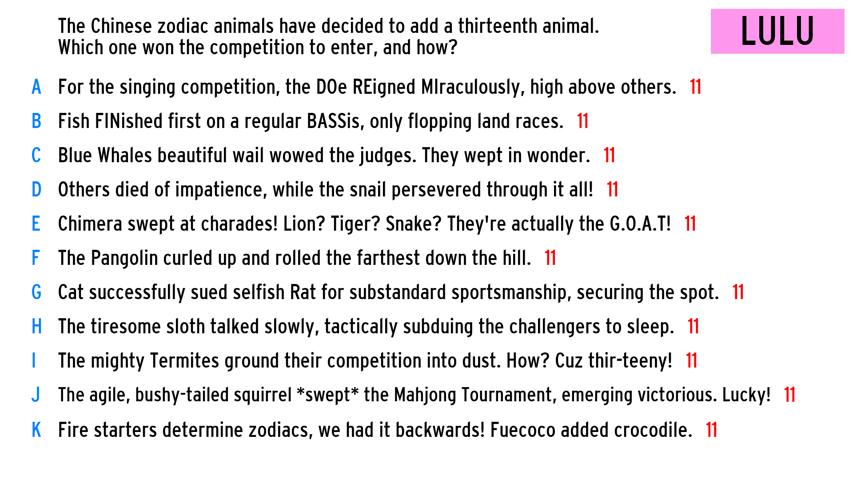 The Chinese zodiac animals have decided to add a thirteenth animal.
Which one won the competition to enter, and how?
LULU
A For the singing competition, the DOe REigned MIraculously, high above others. 11
B Fish FINished first on a regular BASSis, only flopping land races. 11
C Blue Whales beautiful wail wowed the judges. They wept in wonder. 11
D Others died of impatience, while the snail persevered through it all! 11
E Chimera swept at charades! Lion? Tiger? Snake? They're actually the G.O.A.T! 11
F The Pangolin curled up and rolled the farthest down the hill. 11
G Cat successfully sued selfish Rat for substandard sportsmanship, securing the spot. 11
H The tiresome sloth talked slowly, tactically subduing the challengers to sleep. 11
I The mighty Termites ground their competition into dust. How? Cuz thir-teeny! 11
J The agile, bushy-tailed squirrel *swept* the Mahjong Tournament, emerging victorious. Lucky! 11
K Fire starters determine zodiacs, we had it backwards! Fuecoco added crocodile. 11